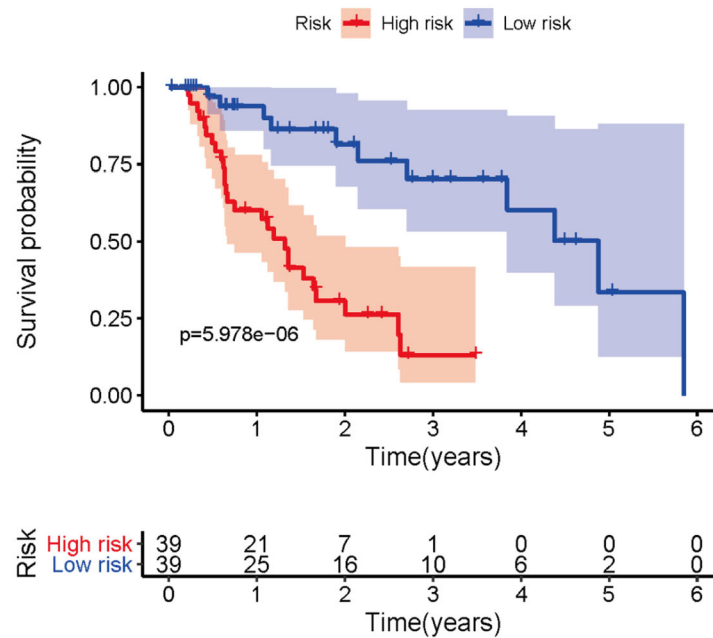 Risk High risk Low risk
1.00
0.75
0.50
0.25
0.00
Survival probability
p=5.978e-06
0 1 2 3 4 5 6
Time(years)
Risk
High risk 39 21 7 1 0 0 0
Low risk 39 25 16 10 6 2 0
0 1 2 3 4 5 6
Time(years)